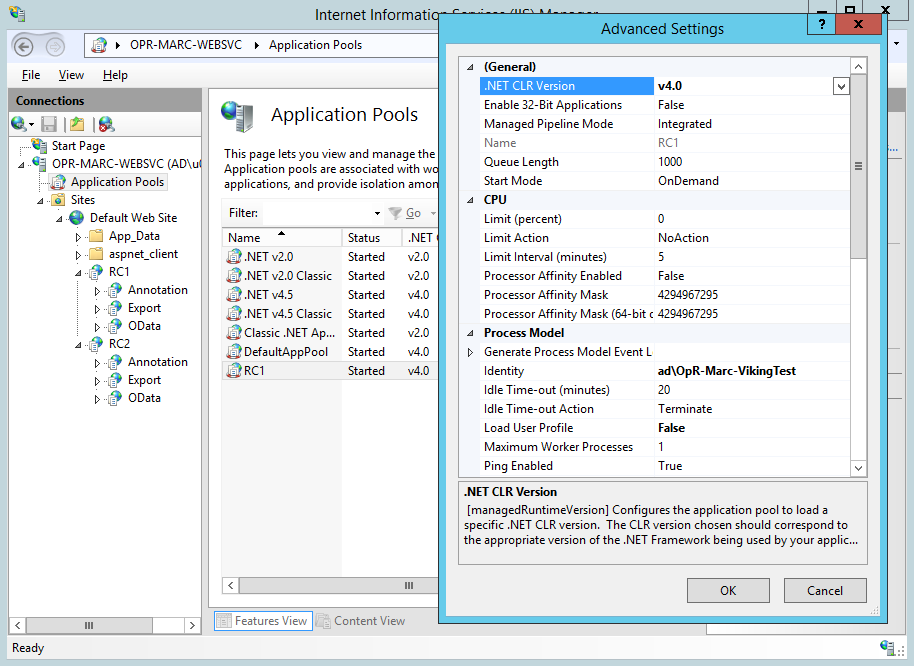 Internet Information Services (IIS) Manager
OPR-MARC-WEBSVC
Application Pools
File View Help
Connections
Start Page
OPR-MARC-WEBSVC (AD\u0
Application Pools
Sites
Default Web Site
App_Data
aspnet_client
RC1
Annotation
Export
OData
RC2
Annotation
Export
OData
Application Pools
This page lets you view and manage the
Application pools are associated with wo
applications, and provide isolation amon
Filter: Go
Name Status .NET
.NET v2.0 Started v2.0
.NET v2.0 Classic Started v2.0
.NET v4.5 Started v4.0
.NET v4.5 Classic Started v4.0
Classic .NET Ap... Started v2.0
DefaultAppPool Started v4.0
RC1 Started v4.0
Features View Content View
Ready
Advanced Settings
?
(General)
.NET CLR Version v4.0
Enable 32-Bit Applications False
Managed Pipeline Mode Integrated
Name RC1
Queue Length 1000
Start Mode OnDemand
CPU
Limit (percent) 0
Limit Action NoAction
Limit Interval (minutes) 5
Processor Affinity Enabled False
Processor Affinity Mask 4294967295
Processor Affinity Mask (64-bit c 4294967295
Process Model
Generate Process Model Event L
Identity ad\OpR-Marc-VikingTest
Idle Time-out (minutes) 20
Idle Time-out Action Terminate
Load User Profile False
Maximum Worker Processes 1
Ping Enabled True
.NET CLR Version
[managedRuntimeVersion] Configures the application pool to load a
specific .NET CLR version. The CLR version chosen should correspond to
the appropriate version of the .NET Framework being used by your applic...
OK Cancel